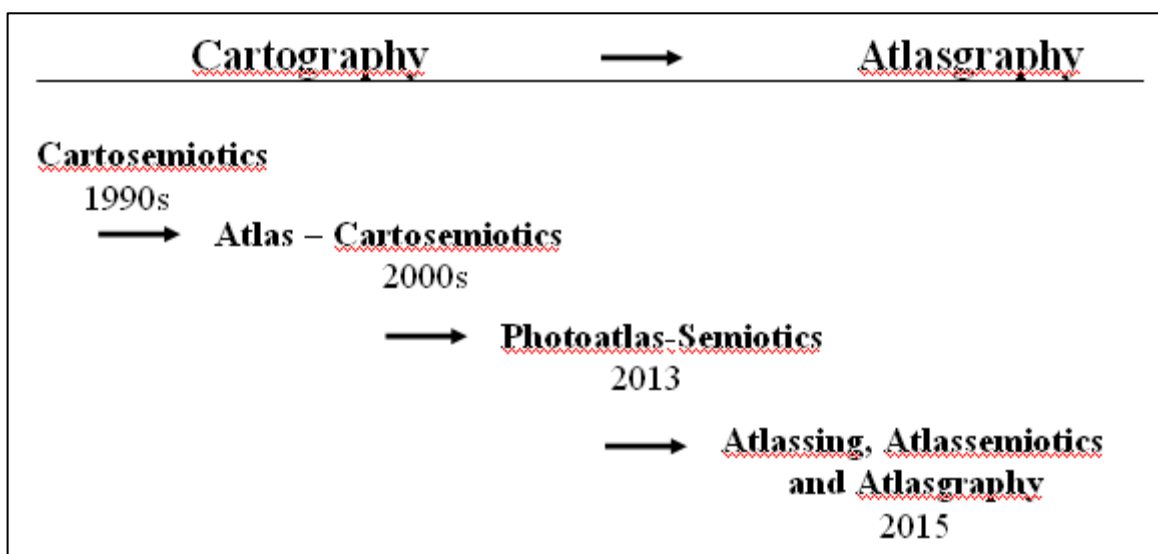 Cartography → Atlasgraphy
Cartosemiotics
1990s
→ Atlas – Cartosemiotics
2000s
→ Photoatlas-Semiotics
2013
→ Atlassing, Atlassemiotics
and Atlasgraphy
2015